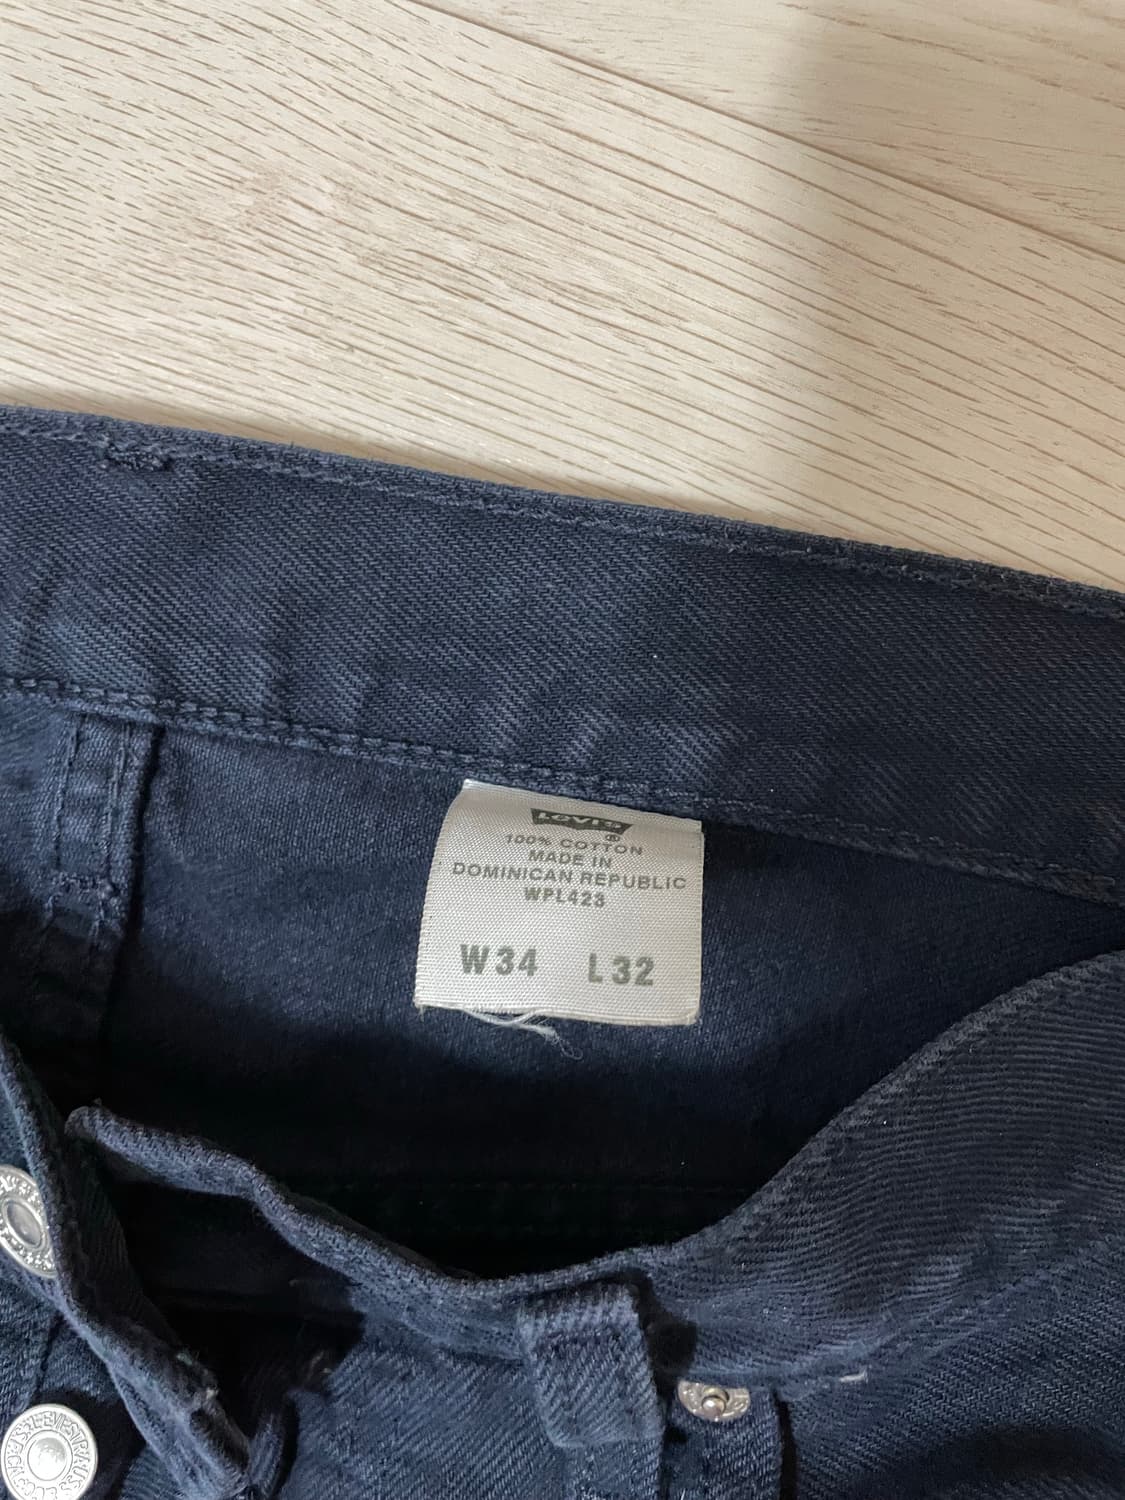 Levi's
®
100% COTTON
MADE IN
DOMINICAN REPUBLIC
WPL423
W34 L32